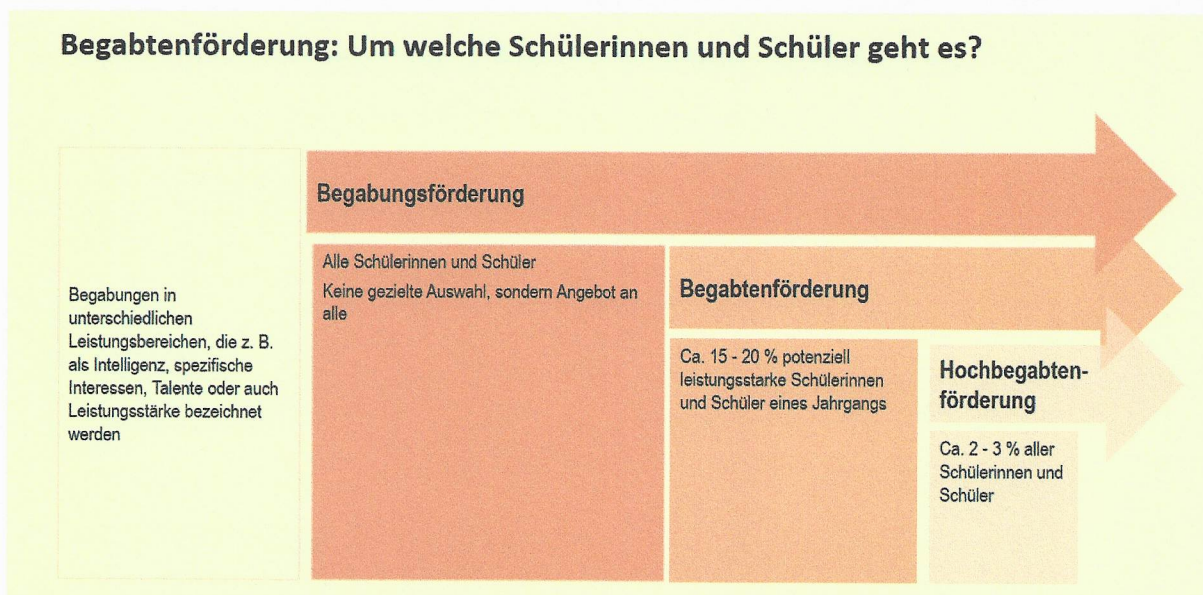 Begabtenförderung: Um welche Schülerinnen und Schüler geht es?
Begabungen in
unterschiedlichen
Leistungsbereichen, die z. B.
als Intelligenz, spezifische
Interessen, Talente oder auch
Leistungsstärke bezeichnet
werden
Begabungsförderung
Alle Schülerinnen und Schüler
Keine gezielte Auswahl, sondern Angebot an
alle
Begabtenförderung
Ca. 15 - 20 % potenziell
leistungsstarke Schülerinnen
und Schüler eines Jahrgangs
Hochbegabten-
förderung
Ca. 2 - 3 % aller
Schülerinnen und
Schüler